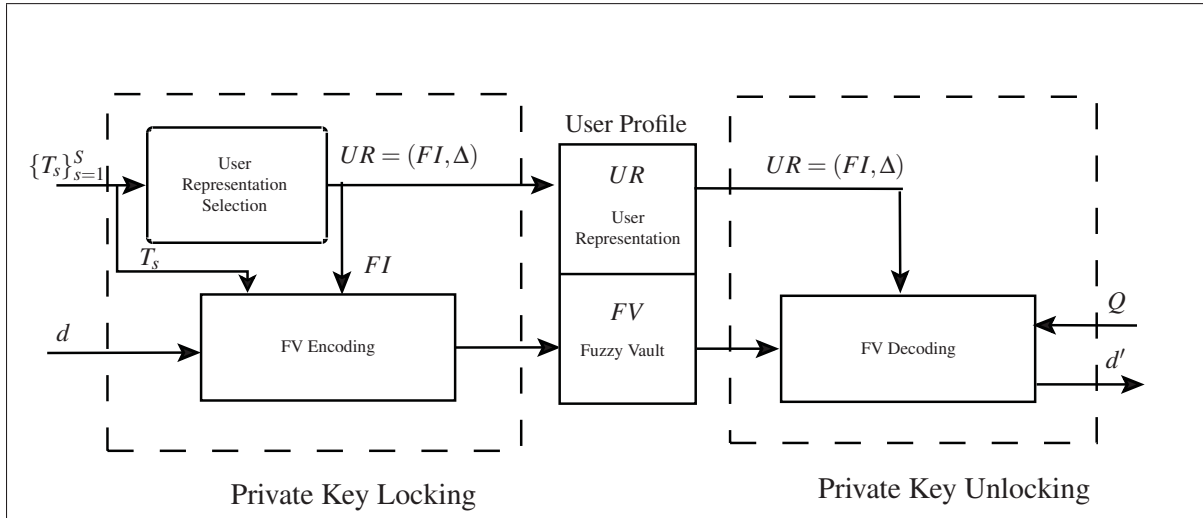 User Profile
{T_s}_{s=1}^S
User
Representation
Selection
UR = (FI, Δ)
UR
User
Representation
UR = (FI, Δ)
T_s
FI
d
FV Encoding
FV
Fuzzy Vault
FV Decoding
Q
d′
Private Key Locking
Private Key Unlocking